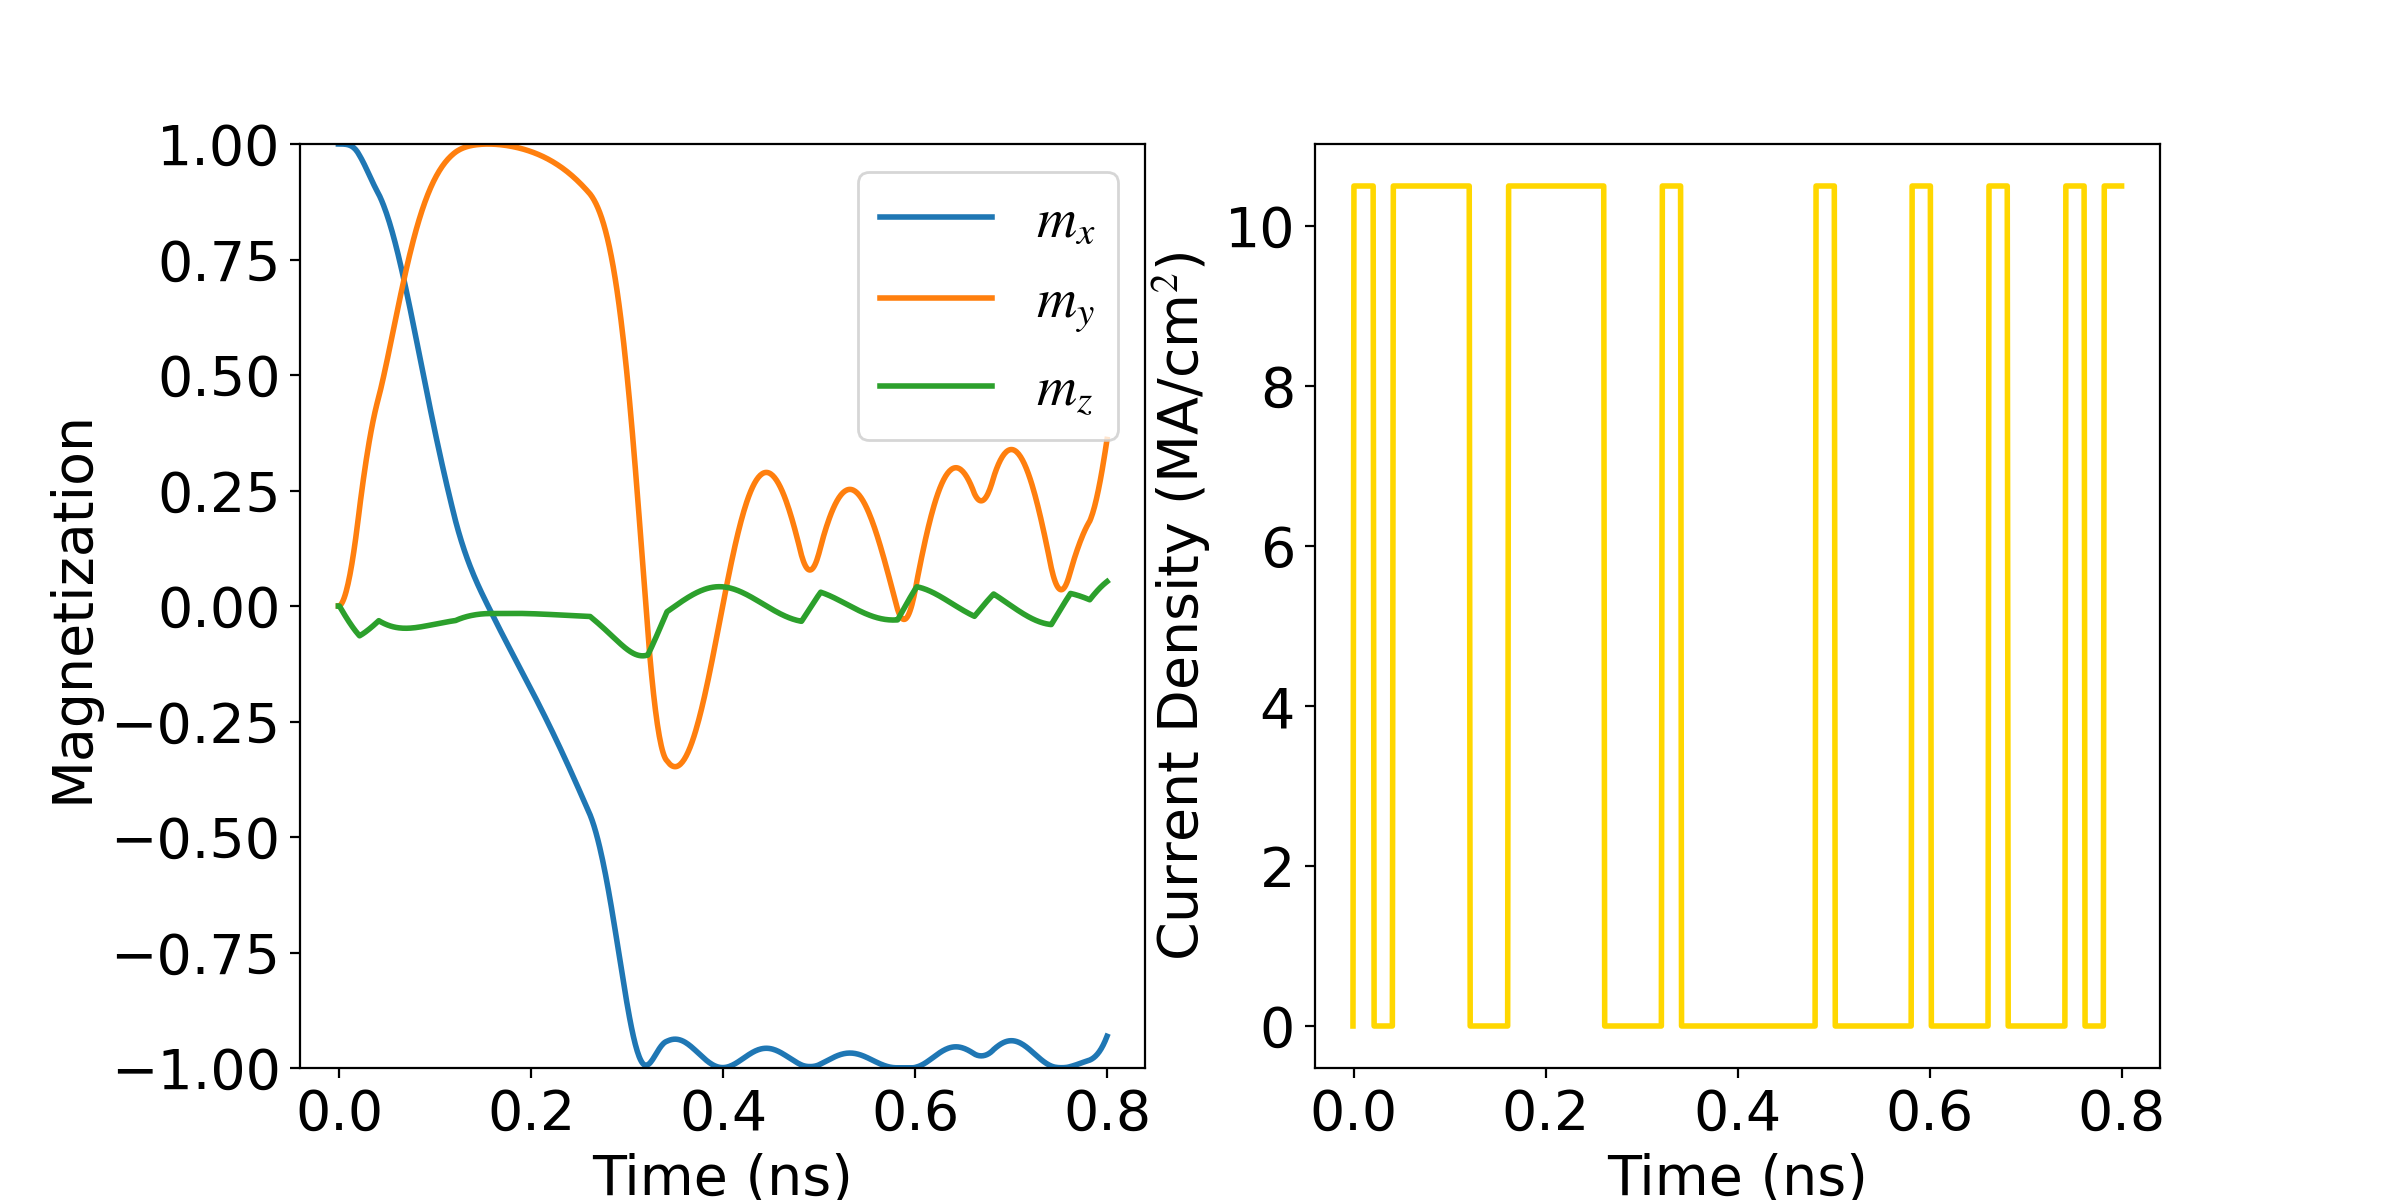 1.00
0.75
0.50
0.25
0.00
−0.25
−0.50
−0.75
−1.00
0.0 0.2 0.4 0.6 0.8
Time (ns)
Magnetization
m_x
m_y
m_z
10
8
6
4
2
0
0.0 0.2 0.4 0.6 0.8
Time (ns)
Current Density (MA/cm²)